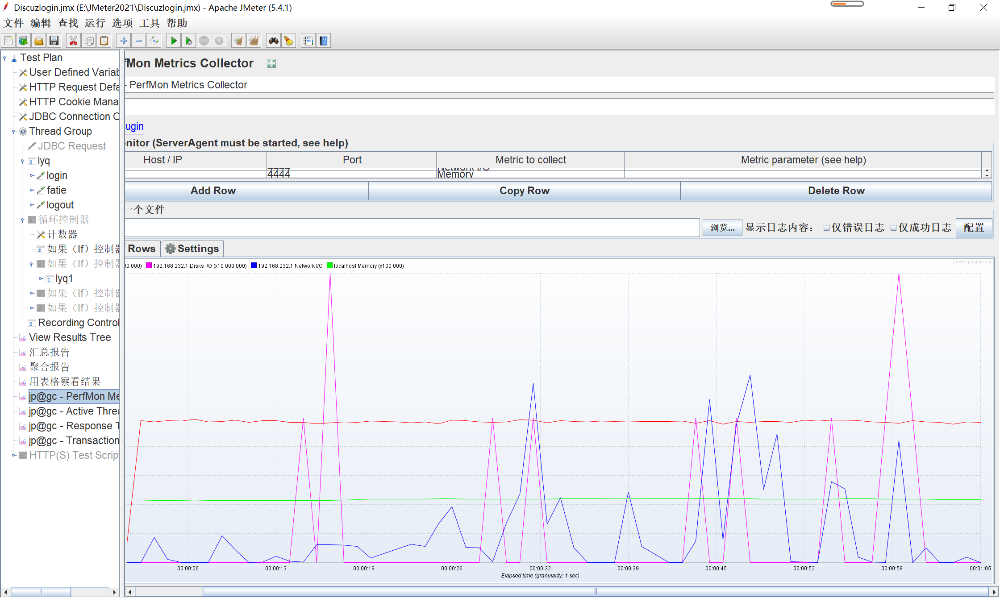 Discuzlogin.jmx (E:\JMeter2021\Discuzlogin.jmx) - Apache JMeter (5.4.1)
文件 编辑 查找 运行 选项 工具 帮助
Test Plan
User Defined Variab
HTTP Request Defa
HTTP Cookie Mana
JDBC Connection C
Thread Group
JDBC Request
lyq
login
fatie
logout
循环控制器
计数器
如果（If）控制器
如果（If）控制器
lyq1
如果（If）控制器
如果（If）控制器
Recording Control
View Results Tree
汇总报告
聚合报告
用表格察看结果
jp@gc - PerfMon Me
jp@gc - Active Threa
jp@gc - Response T
jp@gc - Transaction
HTTP(S) Test Script
fMon Metrics Collector
- PerfMon Metrics Collector
lugin
onitor (ServerAgent must be started, see help)
Host / IP Port Metric to collect Metric parameter (see help)
Network I/O
4444 Memory
Add Row Copy Row Delete Row
一个文件
浏览... 显示日志内容： 仅错误日志 仅成功日志 配置
Rows Settings
00 000) 192.168.232.1 Disks I/O (x10 000 000) 192.168.232.1 Network I/O localhost Memory (x100 000)
jmeter-plugins.org
00:00:06 00:00:13 00:00:19 00:00:26 00:00:32 00:00:39 00:00:45 00:00:52 00:00:58 00:01:05
Elapsed time (granularity: 1 sec)